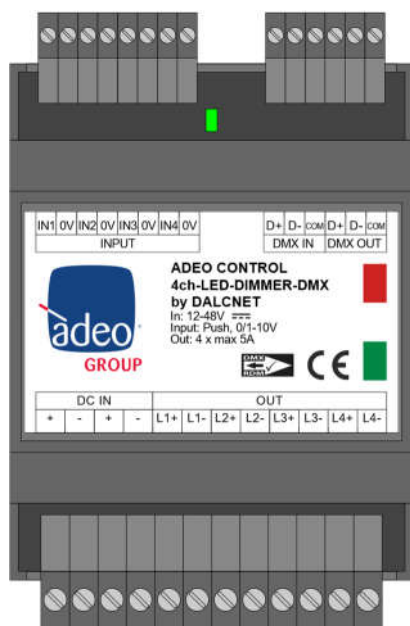 IN1 0V IN2 0V IN3 0V IN4 0V
INPUT
D+ D- COM D+ D- COM
DMX IN DMX OUT
ADEO CONTROL
4ch-LED-DIMMER-DMX
by DALCNET
In: 12-48V
Input: Push, 0/1-10V
Out: 4 x max 5A
adeo
GROUP
DMX
RDM
CE
DC IN
OUT
+ - + - L1+ L1- L2+ L2- L3+ L3- L4+ L4-